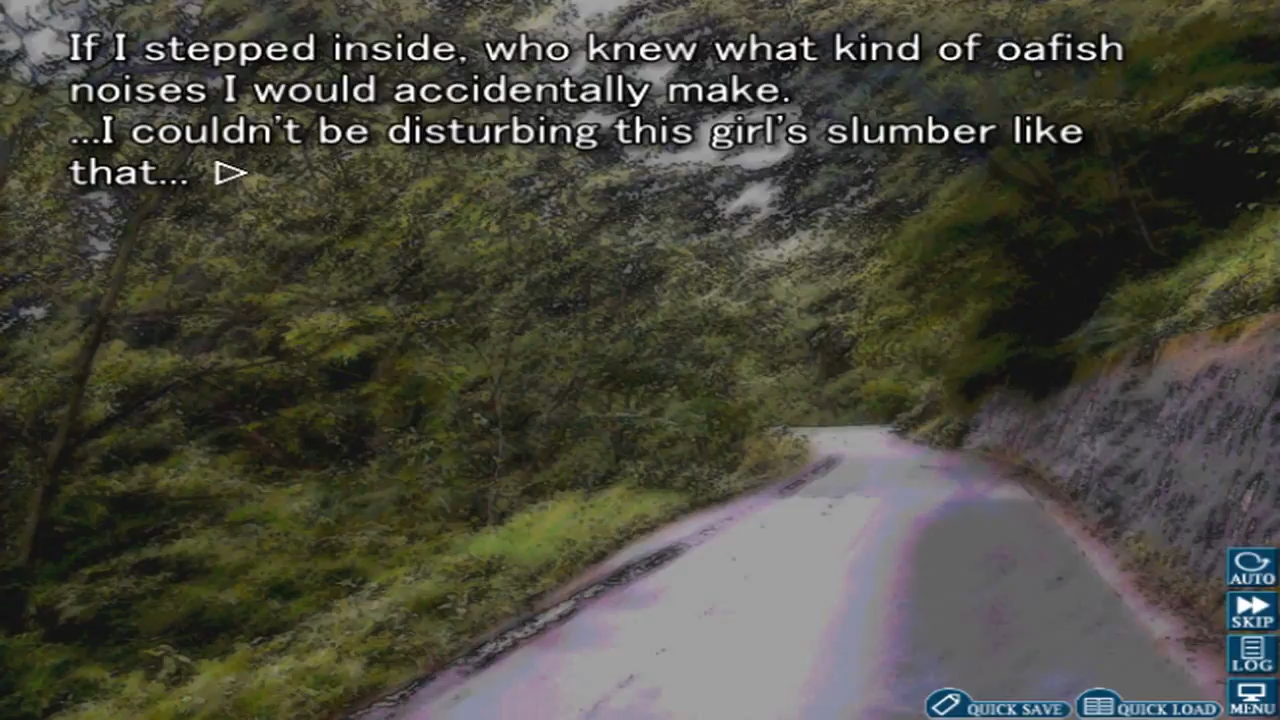 If I stepped inside, who knew what kind of oafish
noises I would accidentally make.
...I couldn't be disturbing this girl's slumber like
that...
AUTO
SKIP
LOG
MENU
QUICK SAVE
QUICK LOAD